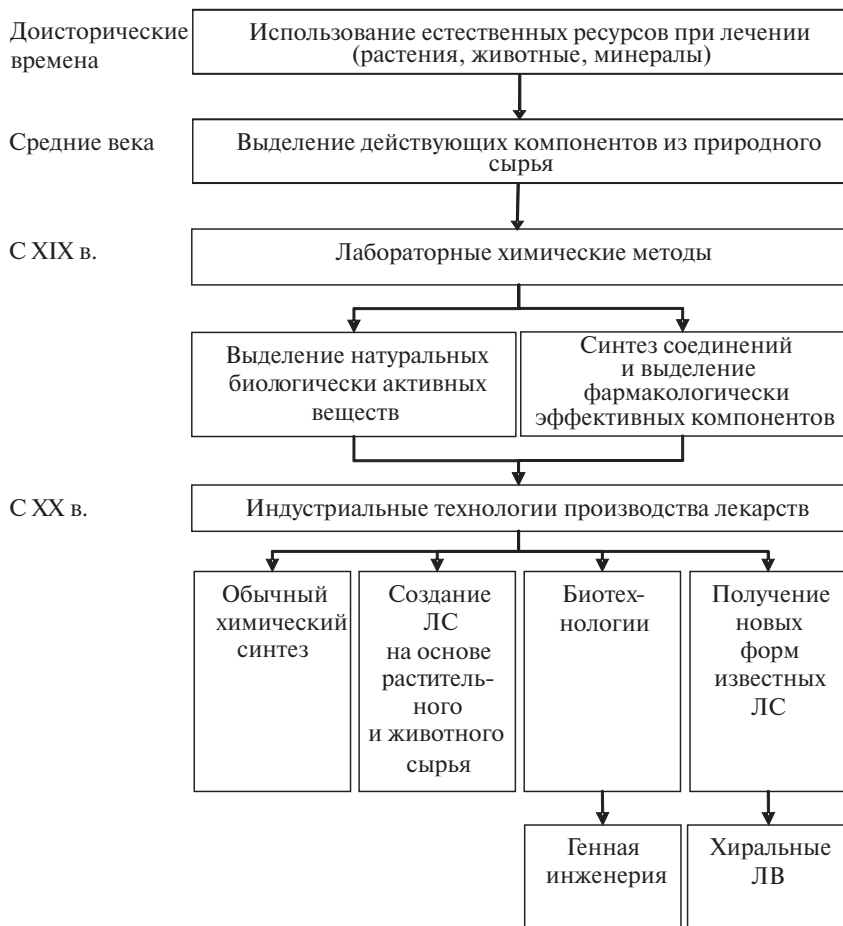 Доисторические
времена
Использование естественных ресурсов при лечении
(растения, животные, минералы)
Средние века
Выделение действующих компонентов из природного
сырья
С XIX в.
Лабораторные химические методы
Выделение натуральных
биологически активных
веществ
Синтез соединений
и выделение
фармакологически
эффективных компонентов
С XX в.
Индустриальные технологии производства лекарств
Обычный
химический
синтез
Создание
ЛС
на основе
раститель-
ного
и животного
сырья
Биотех-
нологии
Получение
новых
форм
известных
ЛС
Генная
инженерия
Хиральные
ЛВ